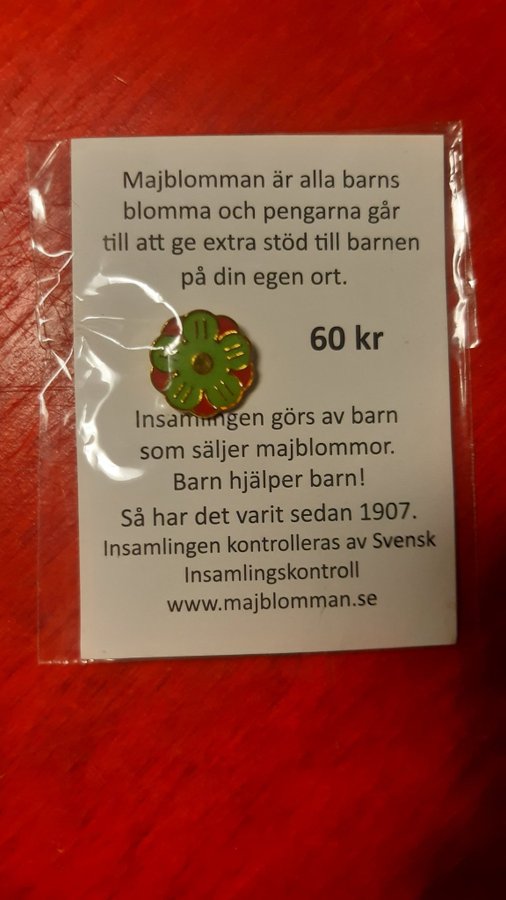 Majblomman är alla barns
blomma och pengarna går
till att ge extra stöd till barnen
på din egen ort.
60 kr
Insamlingen görs av barn
som säljer majblommor.
Barn hjälper barn!
Så har det varit sedan 1907.
Insamlingen kontrolleras av Svensk
Insamlingskontroll
www.majblomman.se